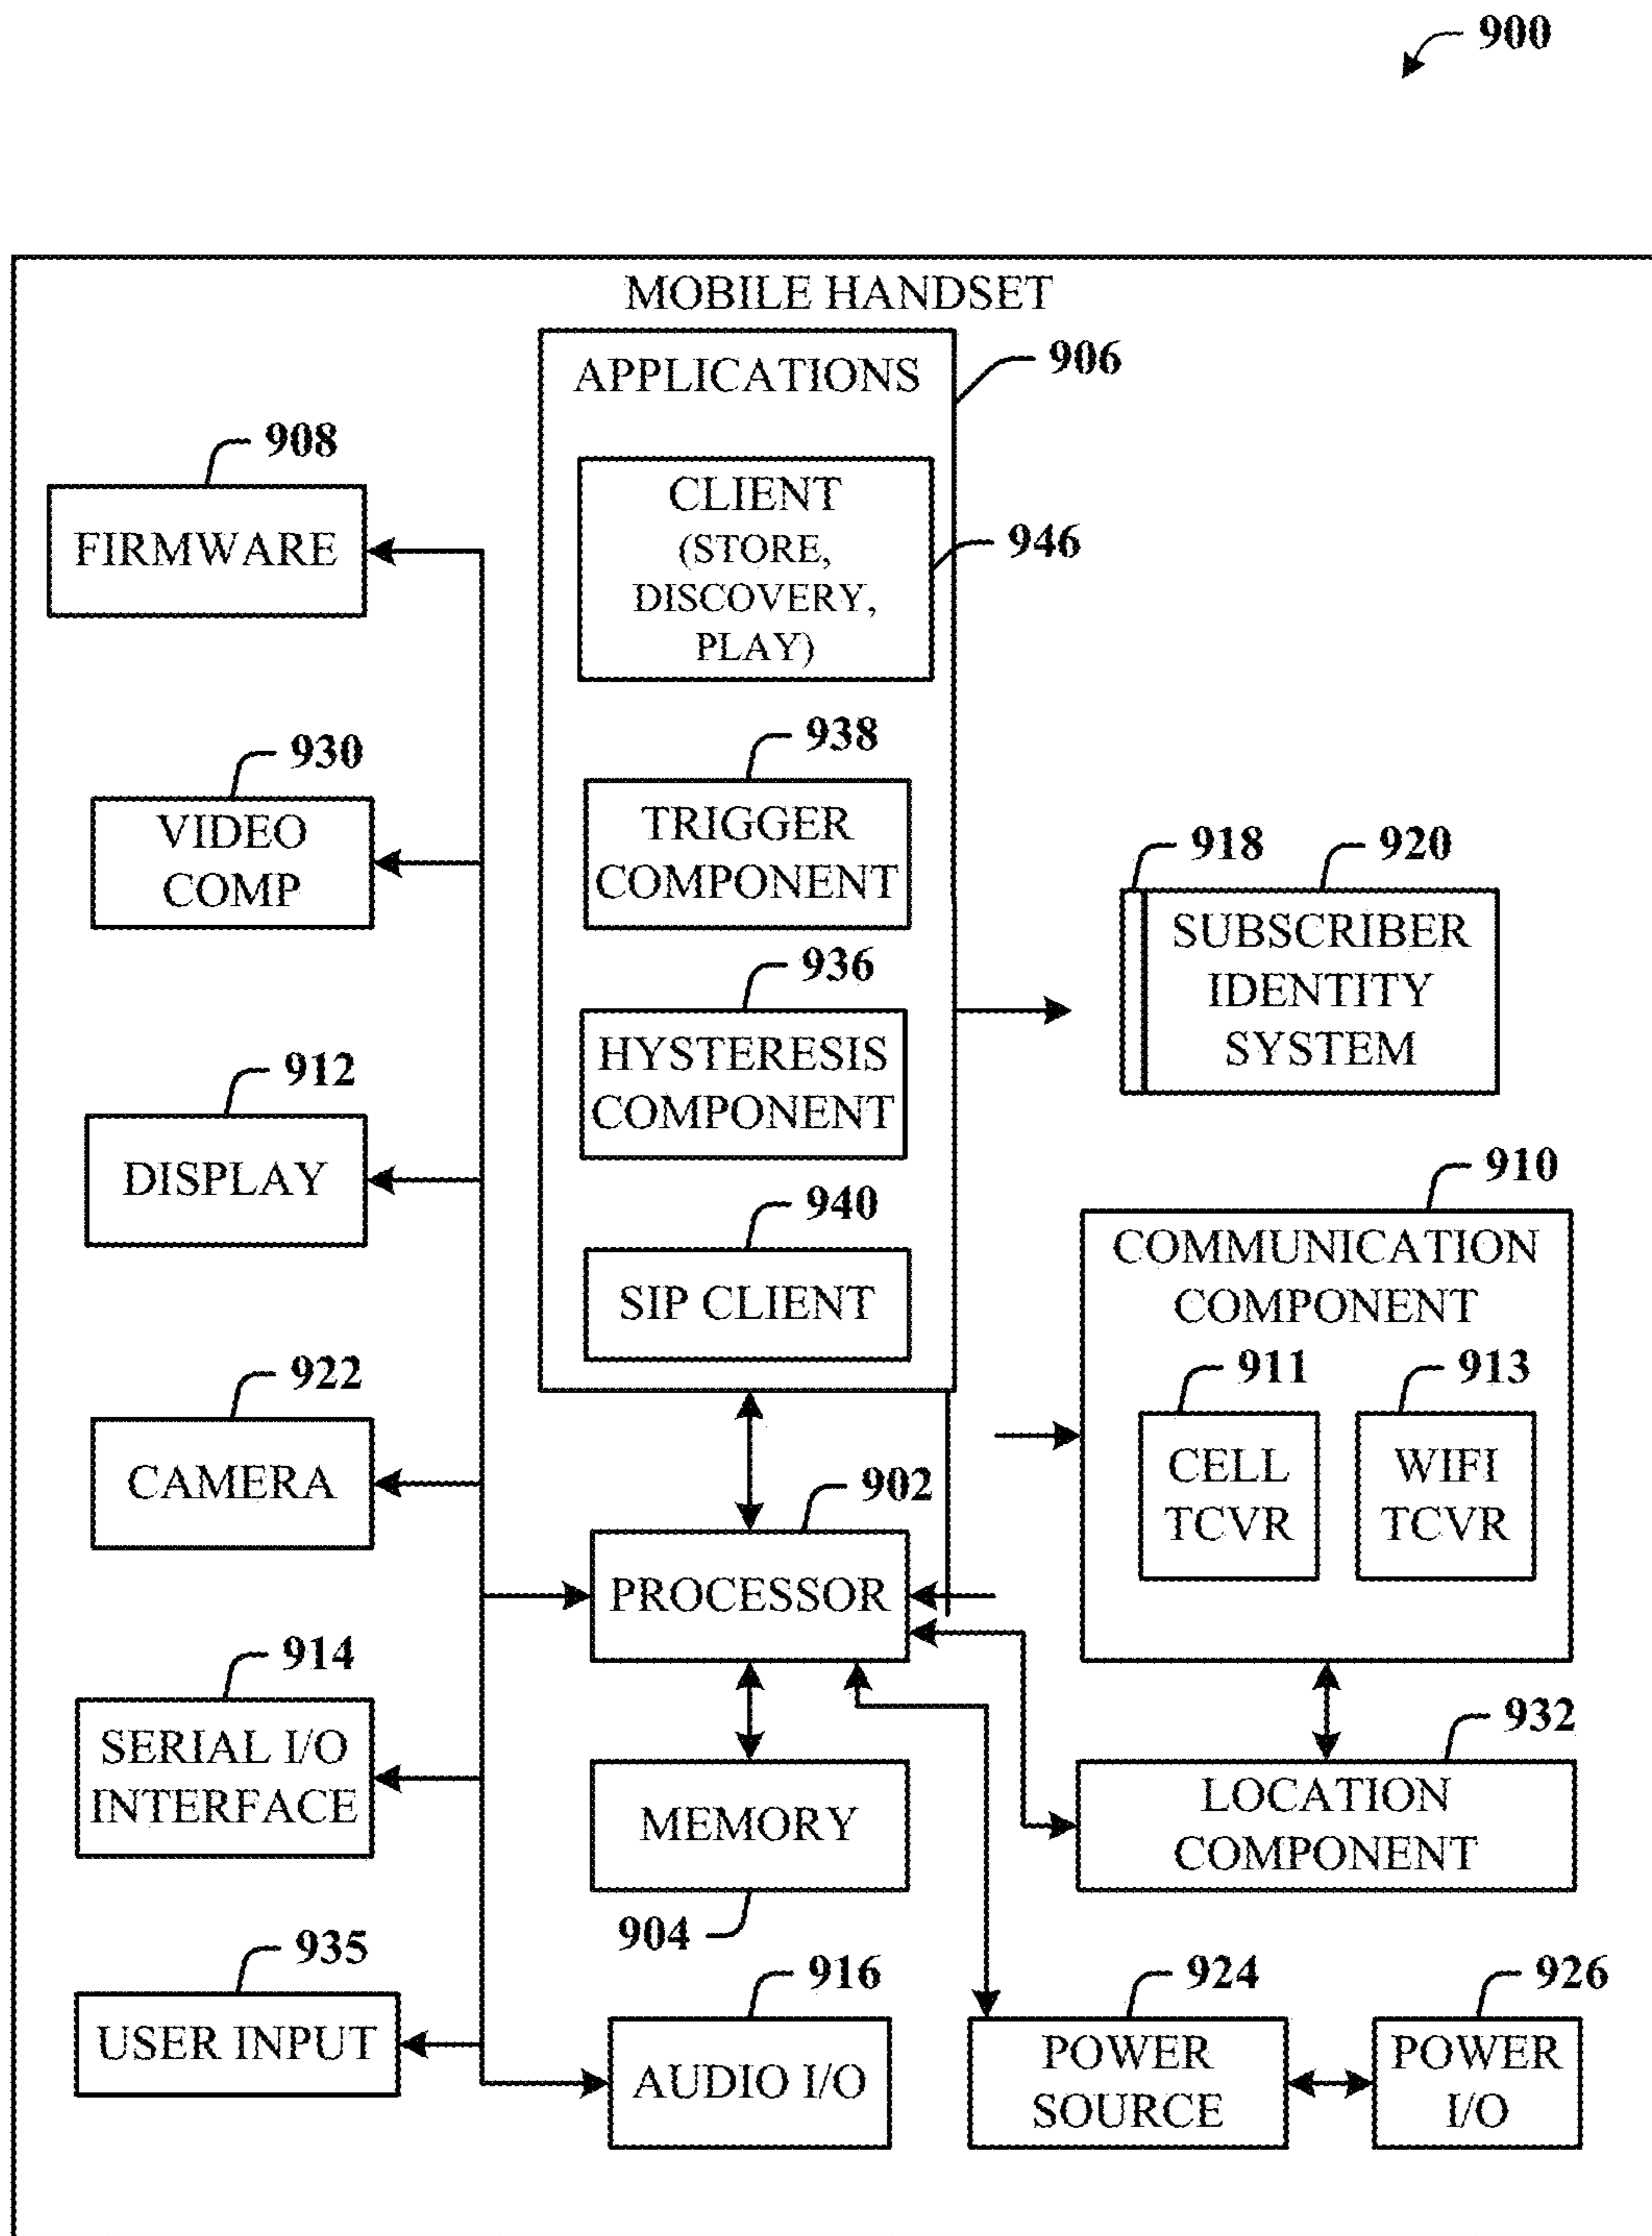 900
MOBILE HANDSET
APPLICATIONS
906
CLIENT
(STORE,
DISCOVERY,
PLAY)
946
938
TRIGGER
COMPONENT
936
HYSTERESIS
COMPONENT
940
SIP CLIENT
908
FIRMWARE
930
VIDEO
COMP
912
DISPLAY
922
CAMERA
914
SERIAL I/O
INTERFACE
935
USER INPUT
902
PROCESSOR
MEMORY
904
916
AUDIO I/O
918
920
SUBSCRIBER
IDENTITY
SYSTEM
910
COMMUNICATION
COMPONENT
911
CELL
TCVR
913
WIFI
TCVR
932
LOCATION
COMPONENT
924
POWER
SOURCE
926
POWER
I/O